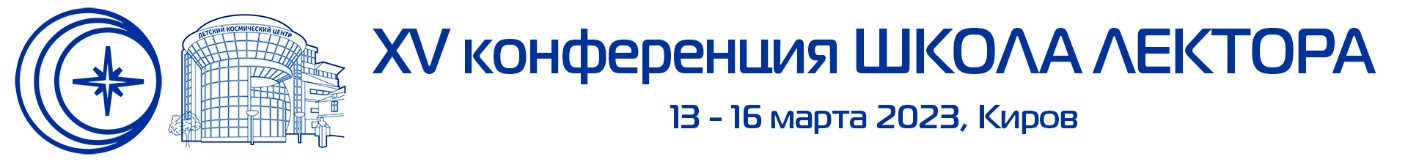 ДЕТСКИЙ КОСМИЧЕСКИЙ ЦЕНТР
XV конференция ШКОЛА ЛЕКТОРА
13 - 16 марта 2023, Киров